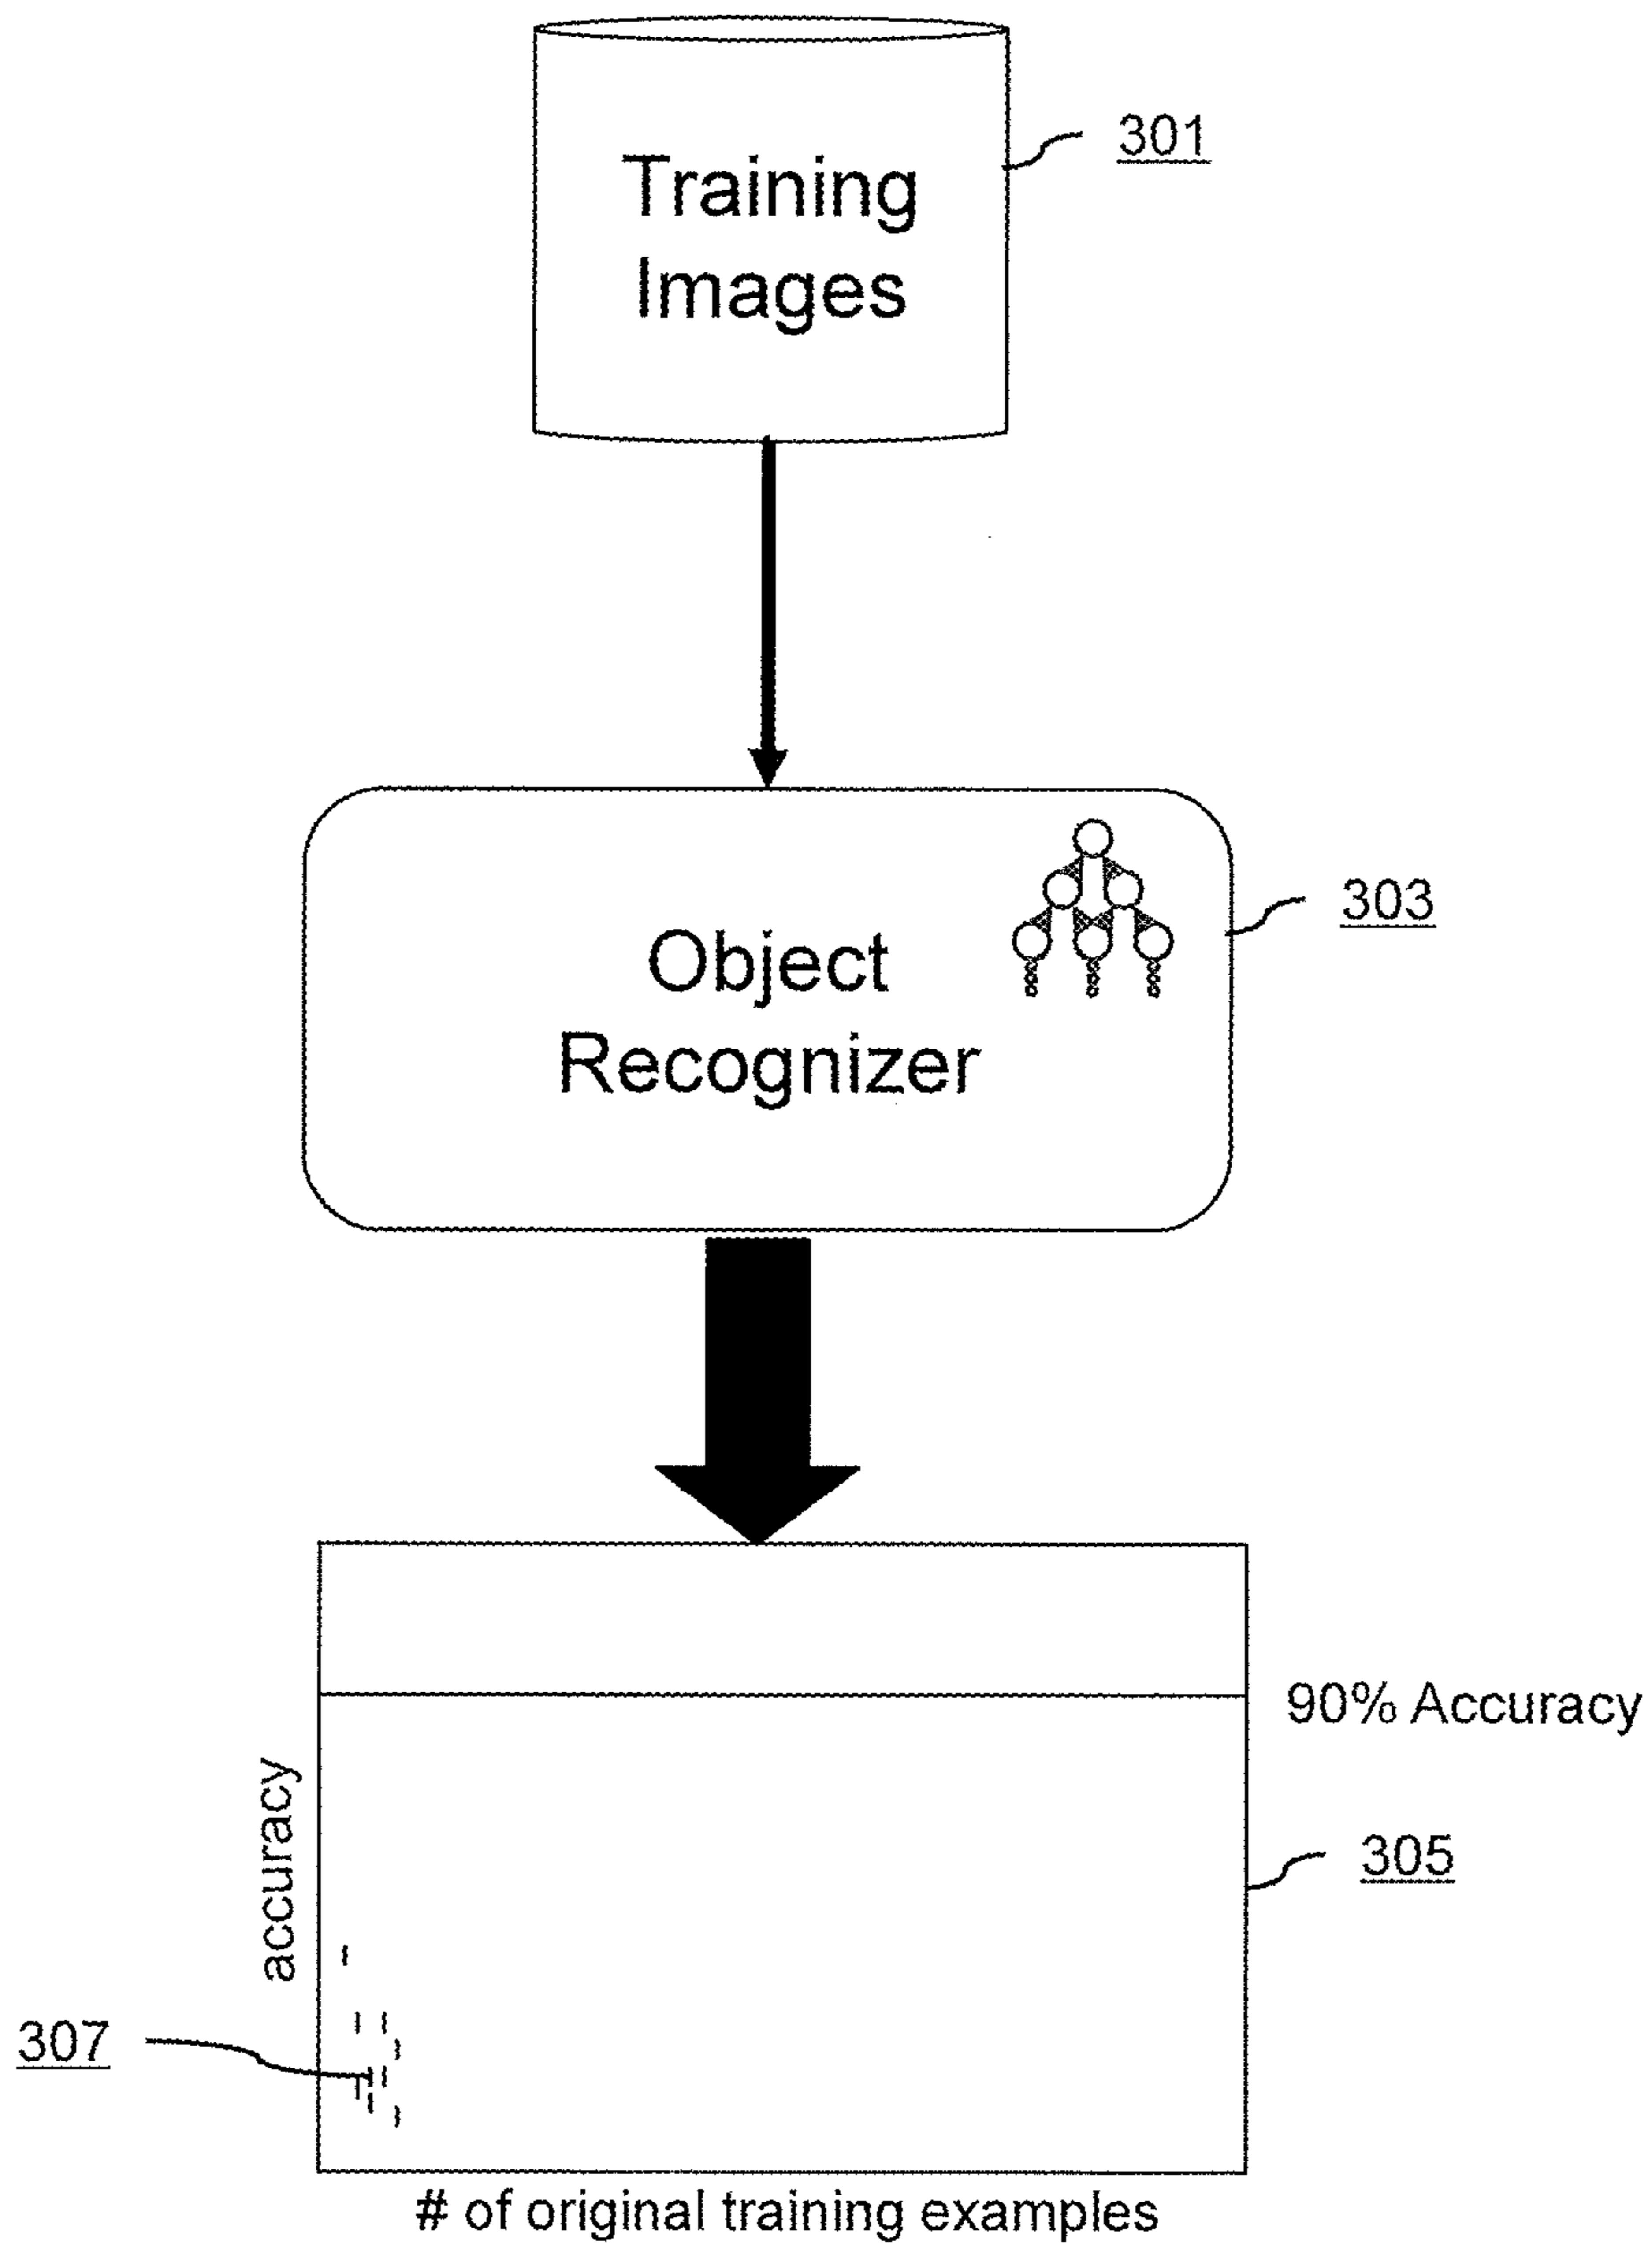 Training
Images
301
Object
Recognizer
303
90% Accuracy
accuracy
305
307
# of original training examples